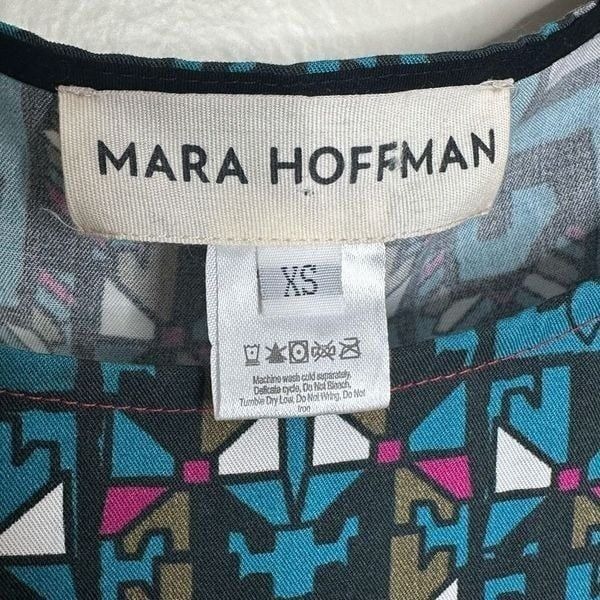 MARA HOFFMAN
XS
Machine wash cold separately,
Delicate cycle, Do Not Bleach,
Tumble Dry Low, Do Not Wring, Do Not
Iron